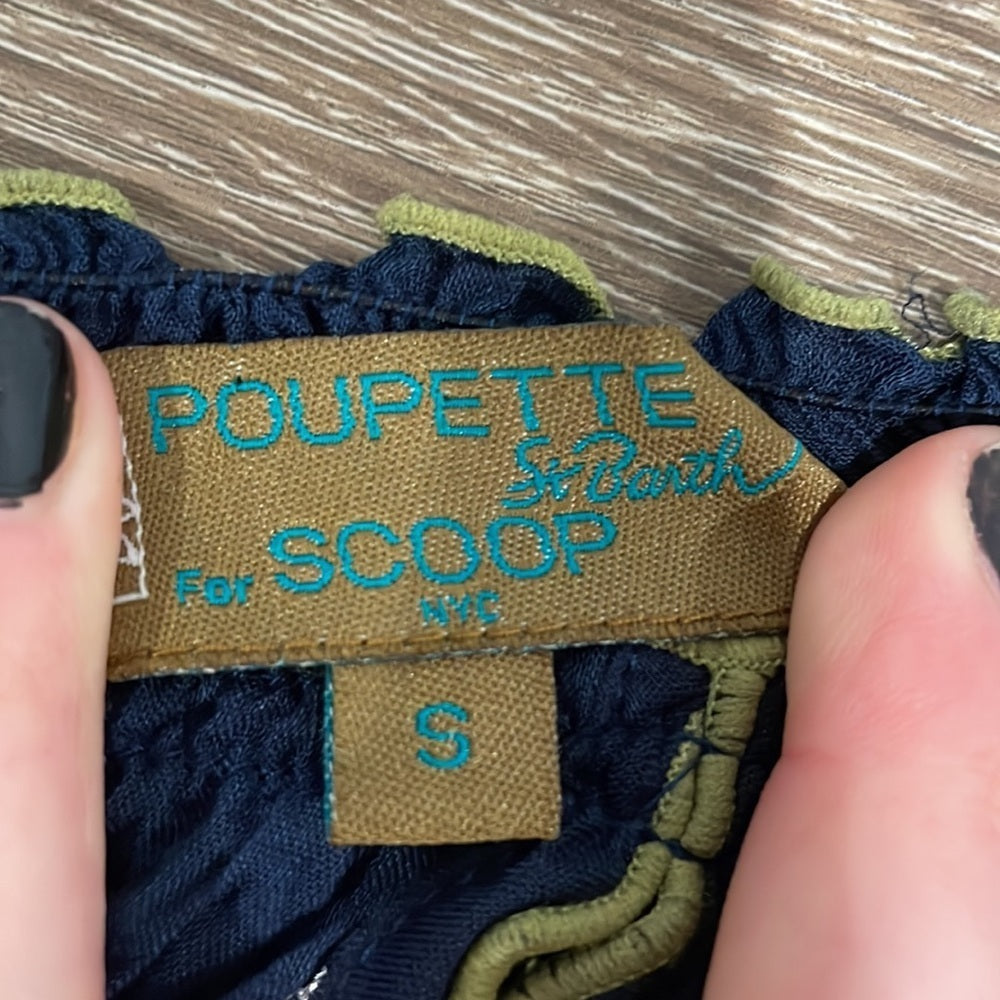 POUPETTE
St Barth
For SCOOP
NYC
S